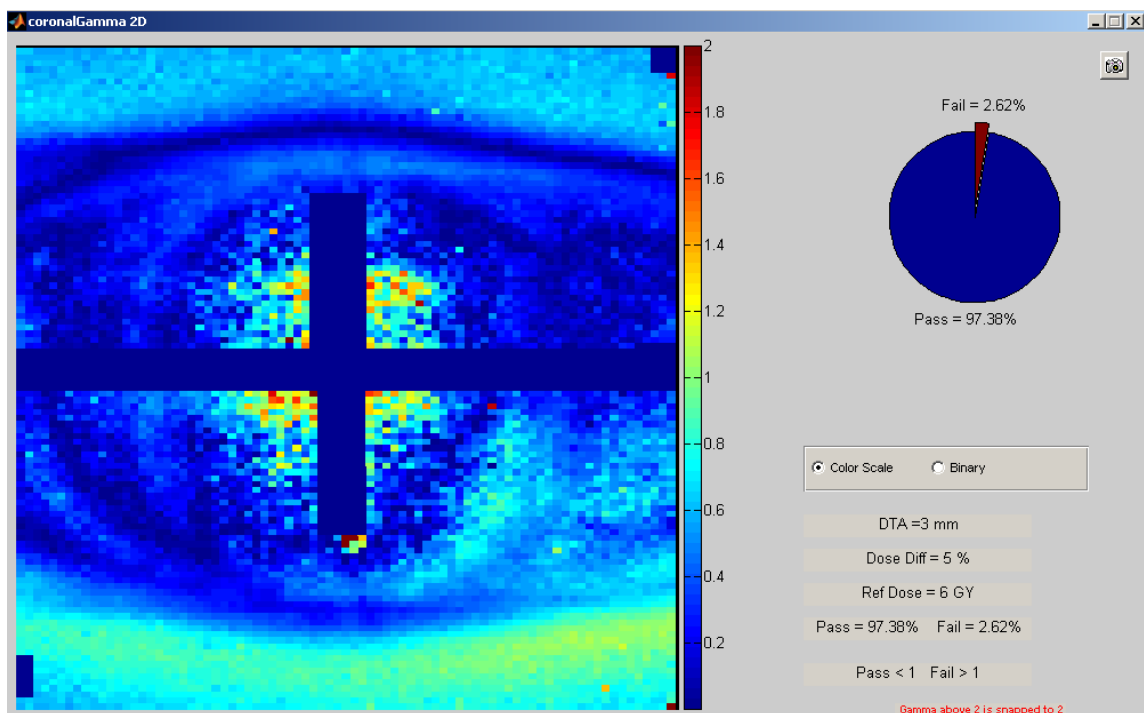 coronalGamma 2D
2
1.8
1.6
1.4
1.2
1
0.8
0.6
0.4
0.2
Fail = 2.62%
Pass = 97.38%
Color Scale Binary
DTA =3 mm
Dose Diff = 5 %
Ref Dose = 6 GY
Pass = 97.38% Fail = 2.62%
Pass < 1 Fail > 1
Gamma above 2 is snapped to 2